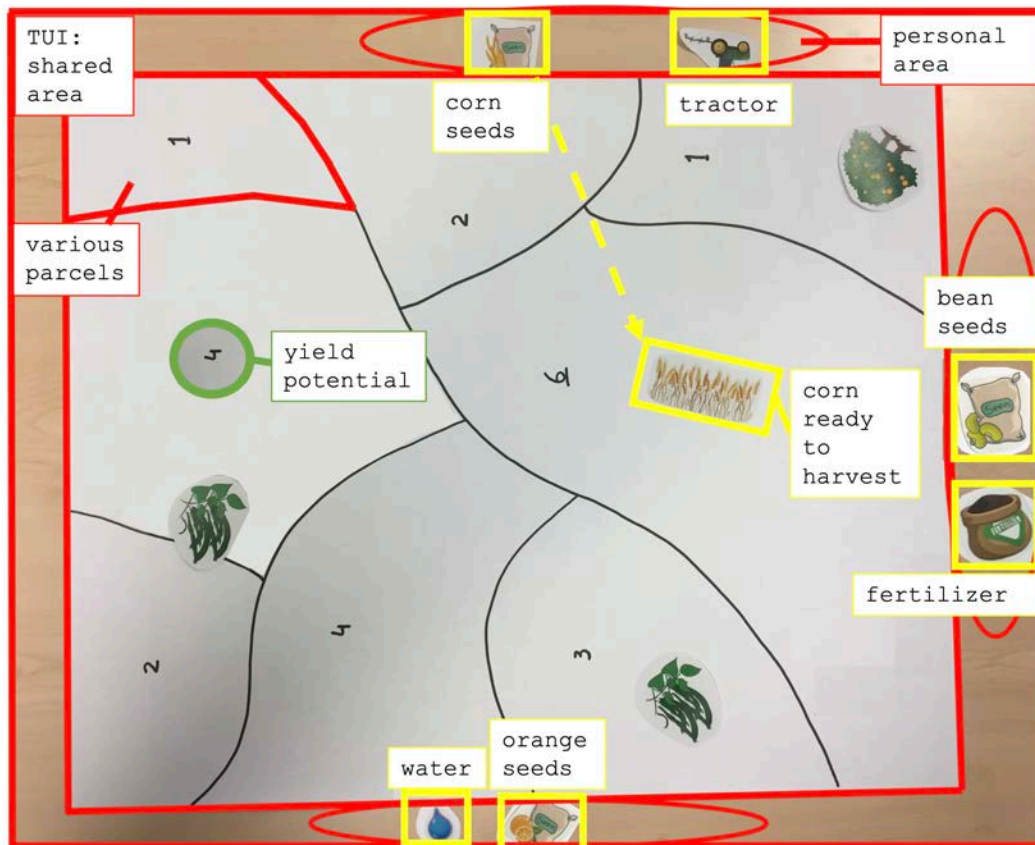 TUI:
shared
area
personal
area
corn
seeds
tractor
1
1
2
various
parcels
bean
seeds
4
yield
potential
6
corn
ready
to
harvest
Seed
fertilizer
4
3
2
orange
seeds
water